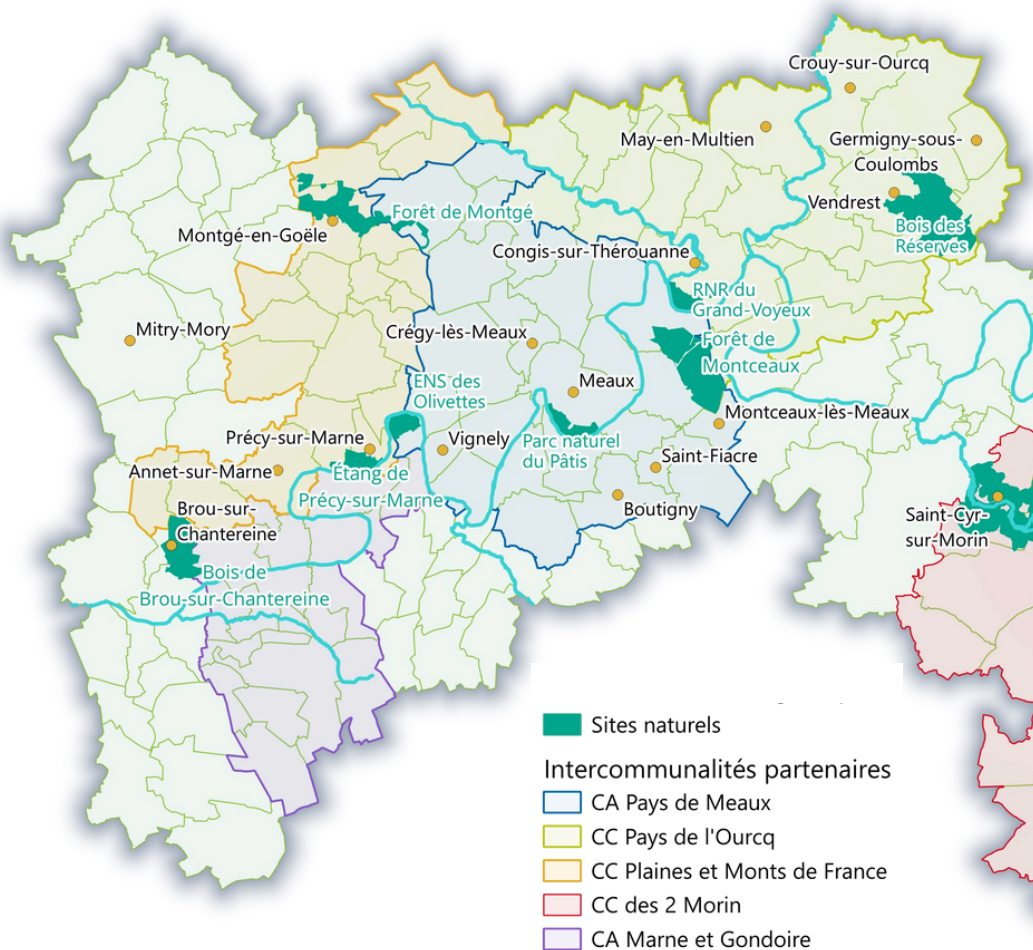 Crouy-sur-Ourcq
May-en-Multien
Germigny-sous-
Coulombs
Vendrest
Bois des
Réserves
Forêt de Montgé
Montgé-en-Goële
Congis-sur-Thérouanne
RNR du
Grand-Voyeux
Mitry-Mory
Crégy-lès-Meaux
Forêt de
Montceaux
ENS des
Olivettes
Meaux
Montceaux-lès-Meaux
Précy-sur-Marne
Vignely
Parc naturel
du Pâtis
Saint-Fiacre
Annet-sur-Marne
Étang de
Précy-sur-Marne
Boutigny
Brou-sur-
Chantereine
Saint-Cyr-
sur-Morin
Bois de
Brou-sur-Chantereine
Sites naturels
Intercommunalités partenaires
CA Pays de Meaux
CC Pays de l'Ourcq
CC Plaines et Monts de France
CC des 2 Morin
CA Marne et Gondoire